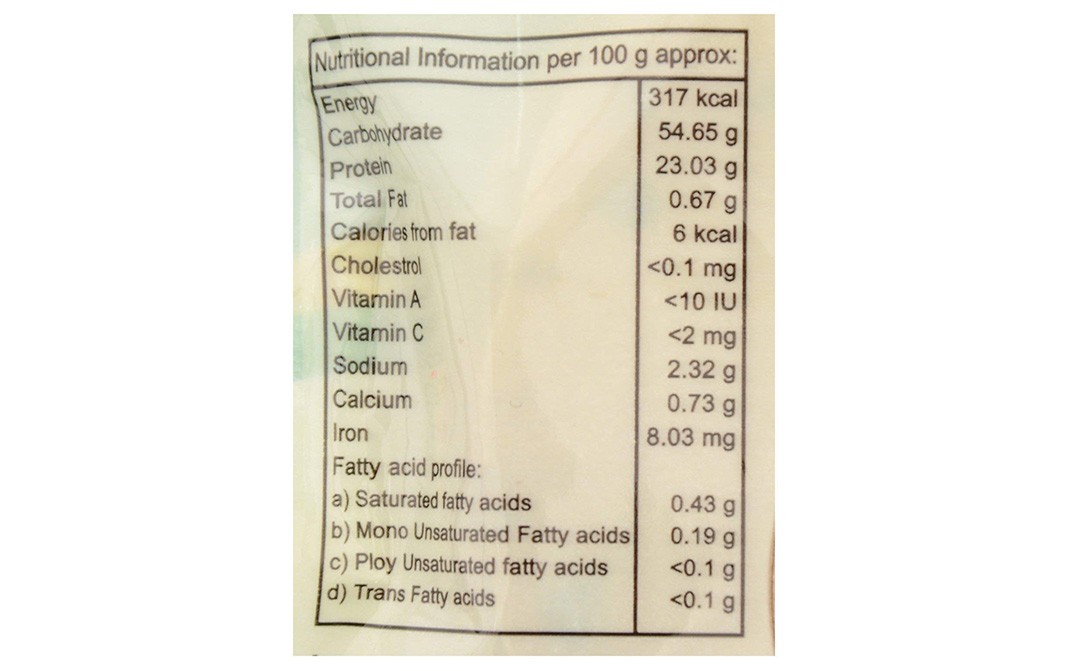 Nutritional Information per 100 g approx:
Energy 317 kcal
Carbohydrate 54.65 g
Protein 23.03 g
Total Fat 0.67 g
Calories from fat 6 kcal
Cholestrol <0.1 mg
Vitamin A <10 IU
Vitamin C <2 mg
Sodium 2.32 g
Calcium 0.73 g
Iron 8.03 mg
Fatty acid profile:
a) Saturated fatty acids 0.43 g
b) Mono Unsaturated Fatty acids 0.19 g
c) Ploy Unsaturated fatty acids <0.1 g
d) Trans Fatty acids <0.1 g